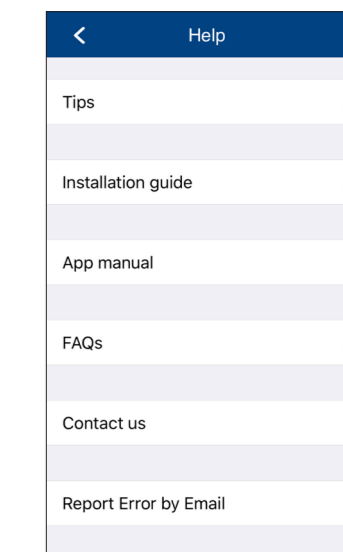 Help
Tips
Installation guide
App manual
FAQs
Contact us
Report Error by Email